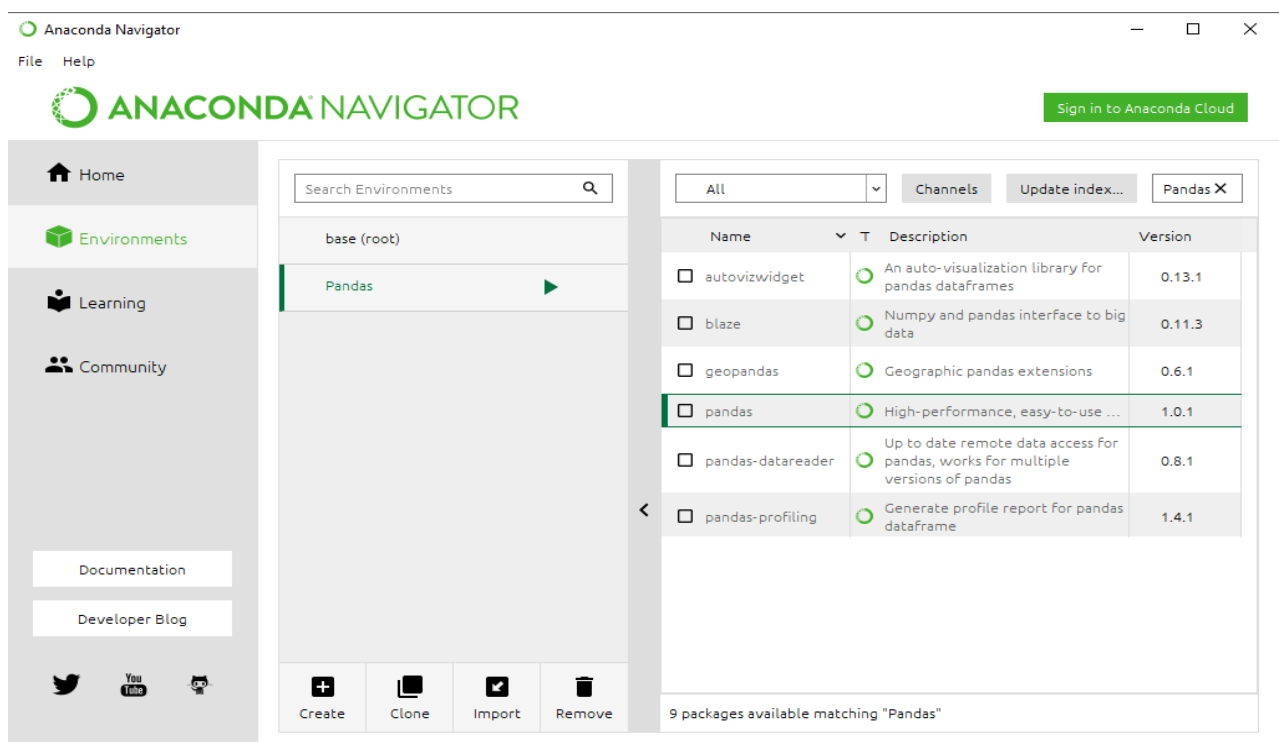 Anaconda Navigator
File Help
ANACONDA NAVIGATOR
Sign in to Anaconda Cloud
Home
Environments
Learning
Community
Documentation
Developer Blog
You
Tube
Search Environments
base (root)
Pandas
Create Clone Import Remove
All Channels Update index... Pandas X
Name T Description Version
autovizwidget An auto-visualization library for
pandas dataframes 0.13.1
blaze Numpy and pandas interface to big
data 0.11.3
geopandas Geographic pandas extensions 0.6.1
pandas High-performance, easy-to-use ... 1.0.1
pandas-datareader Up to date remote data access for
pandas, works for multiple
versions of pandas 0.8.1
pandas-profiling Generate profile report for pandas
dataframe 1.4.1
9 packages available matching "Pandas"